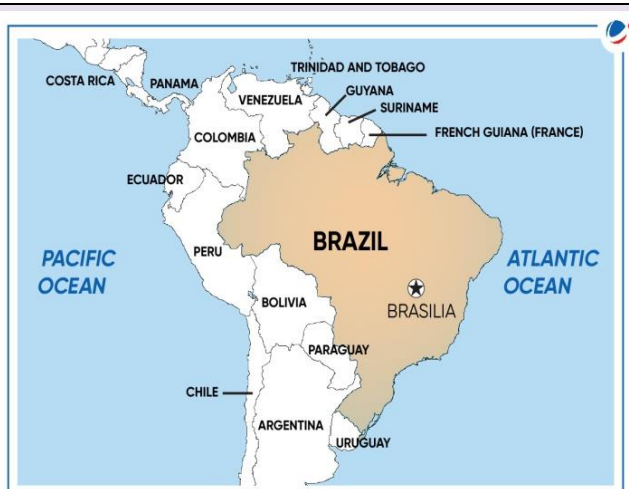 TRINIDAD AND TOBAGO
COSTA RICA
PANAMA
GUYANA
VENEZUELA
SURINAME
COLOMBIA
FRENCH GUIANA (FRANCE)
ECUADOR
BRAZIL
PERU
PACIFIC
OCEAN
ATLANTIC
OCEAN
BOLIVIA
BRASILIA
PARAGUAY
CHILE
ARGENTINA
URUGUAY